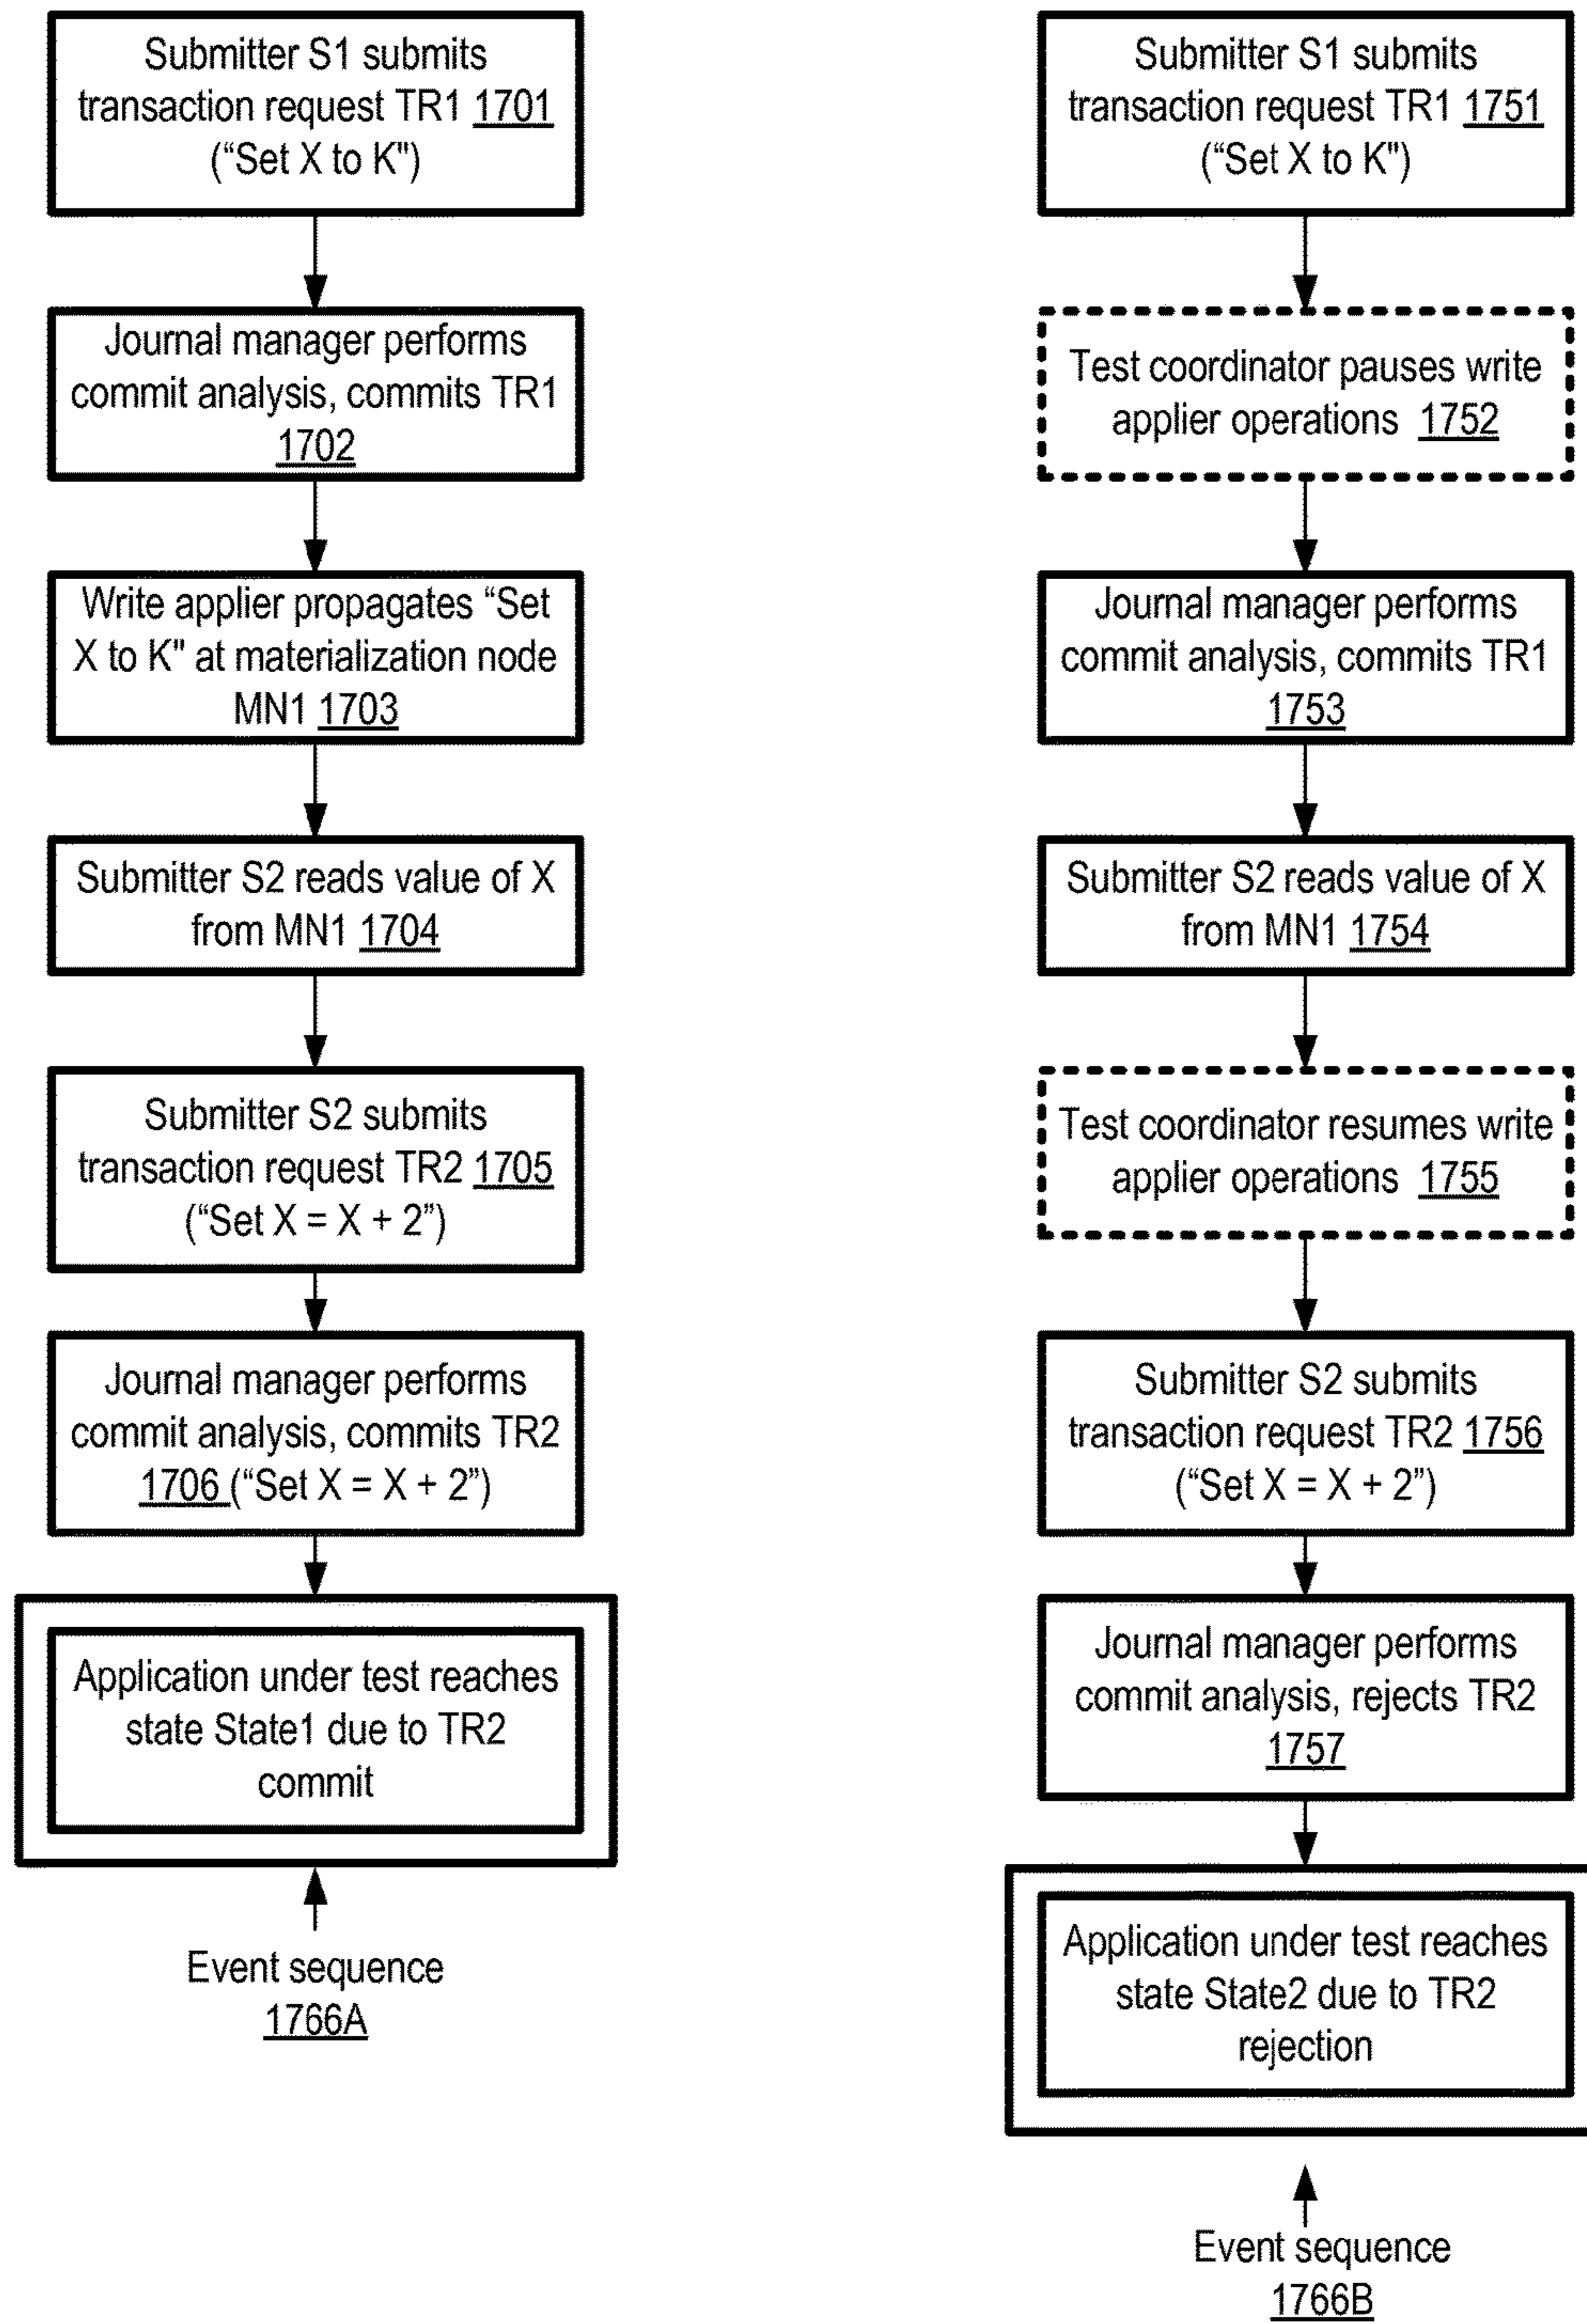 Submitter S1 submits
transaction request TR1 1701
(“Set X to K")
Journal manager performs
commit analysis, commits TR1
1702
Write applier propagates “Set
X to K" at materialization node
MN1 1703
Submitter S2 reads value of X
from MN1 1704
Submitter S2 submits
transaction request TR2 1705
(“Set X = X + 2”)
Journal manager performs
commit analysis, commits TR2
1706 (“Set X = X + 2”)
Application under test reaches
state State1 due to TR2
commit
Event sequence
1766A
Submitter S1 submits
transaction request TR1 1751
(“Set X to K")
Test coordinator pauses write
applier operations 1752
Journal manager performs
commit analysis, commits TR1
1753
Submitter S2 reads value of X
from MN1 1754
Test coordinator resumes write
applier operations 1755
Submitter S2 submits
transaction request TR2 1756
(“Set X = X + 2”)
Journal manager performs
commit analysis, rejects TR2
1757
Application under test reaches
state State2 due to TR2
rejection
Event sequence
1766B